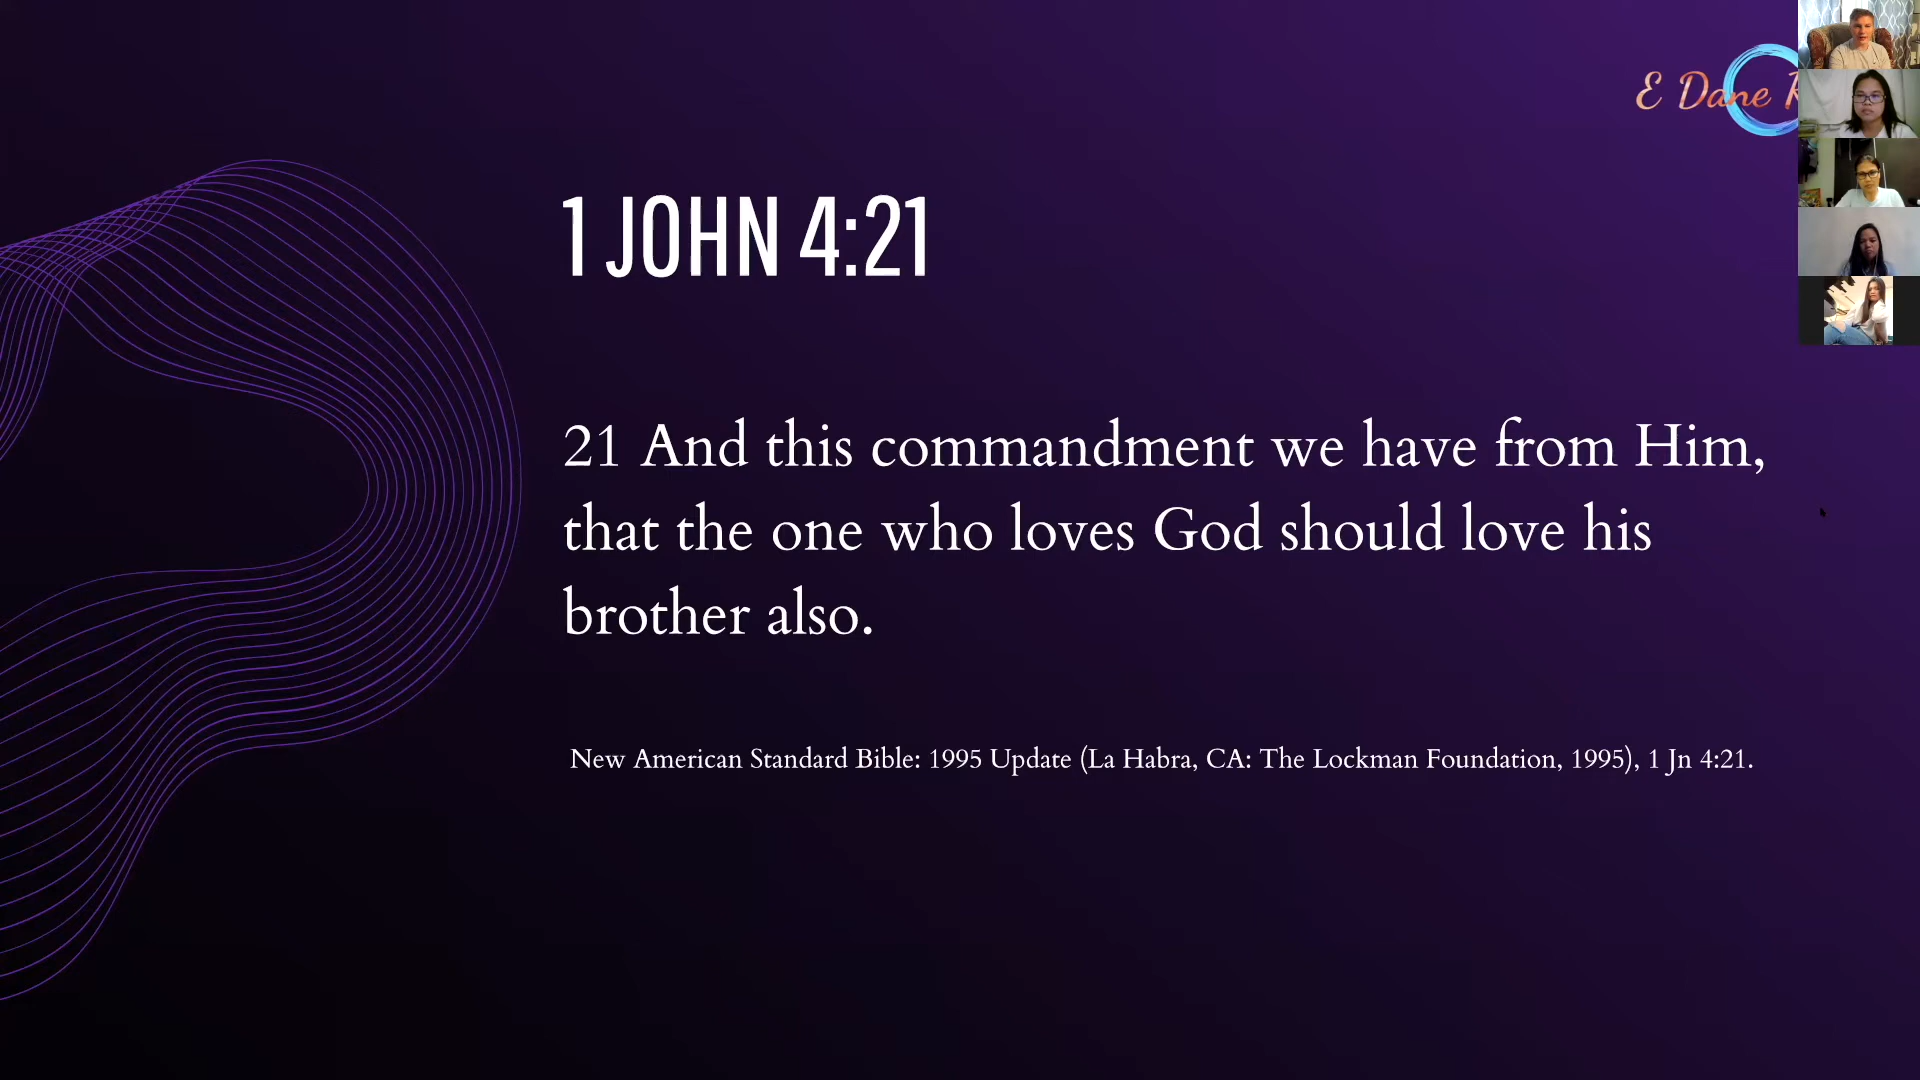 E Dane
1 JOHN 4:21
21 And this commandment we have from Him,
that the one who loves God should love his
brother also.
New American Standard Bible: 1995 Update (La Habra, CA: The Lockman Foundation, 1995), 1 Jn 4:21.